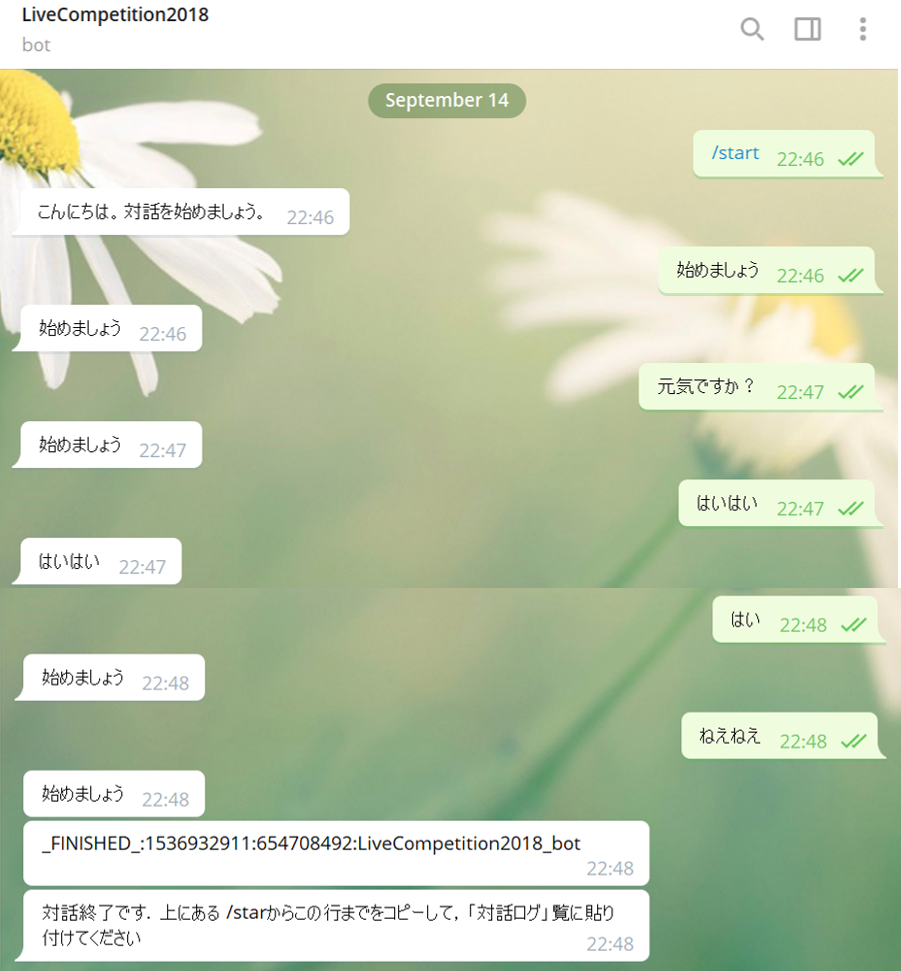 LiveCompetition2018
bot
September 14
/start 22:46
こんにちは。対話を始めましょう。 22:46
始めましょう 22:46
始めましょう 22:46
元気ですか？ 22:47
始めましょう 22:47
はいはい 22:47
はいはい 22:47
はい 22:48
始めましょう 22:48
ねえねえ 22:48
始めましょう 22:48
_FINISHED_:1536932911:654708492:LiveCompetition2018_bot
22:48
対話終了です．上にある /starからこの行までをコピーして，「対話ログ」覧に貼り
付けてください 22:48